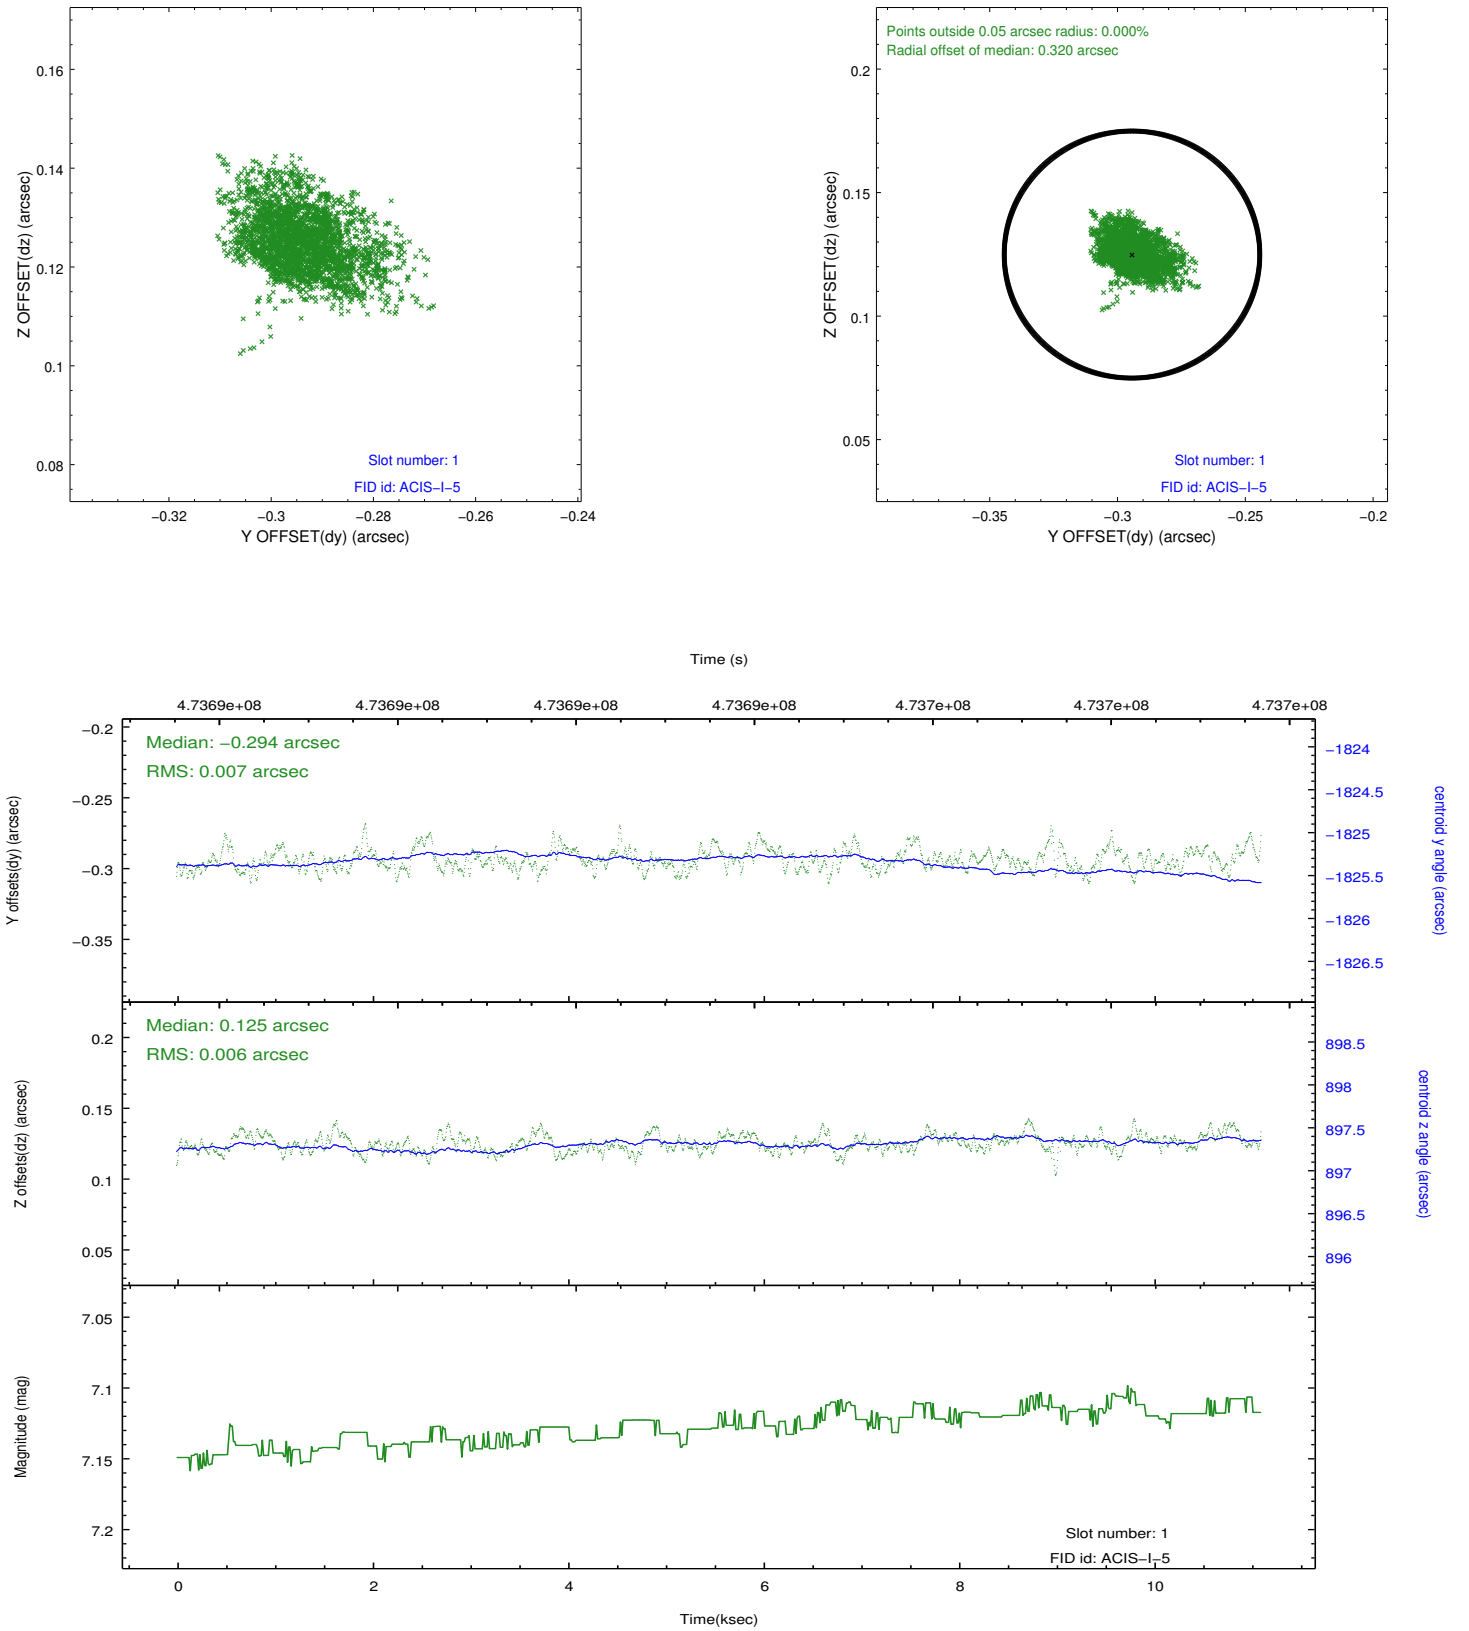 0.16
0.14
0.12
0.1
0.08
Z OFFSET(dz) (arcsec)
Slot number: 1
FID id: ACIS−I−5
−0.32 −0.3 −0.28 −0.26 −0.24
Y OFFSET(dy) (arcsec)
Points outside 0.05 arcsec radius: 0.000%
Radial offset of median: 0.320 arcsec
0.2
0.15
0.1
0.05
Z OFFSET(dz) (arcsec)
Slot number: 1
FID id: ACIS−I−5
−0.35 −0.3 −0.25 −0.2
Y OFFSET(dy) (arcsec)
Time (s)
4.7369e+08 4.7369e+08 4.7369e+08 4.7369e+08 4.737e+08 4.737e+08 4.737e+08
Median: −0.294 arcsec
RMS: 0.007 arcsec
−0.2
−0.25
−0.3
−0.35
Y offsets(dy) (arcsec)
−1824
−1824.5
−1825
−1825.5
−1826
−1826.5
centroid y angle (arcsec)
Median: 0.125 arcsec
RMS: 0.006 arcsec
0.2
0.15
0.1
0.05
Z offsets(dz) (arcsec)
898.5
898
897.5
897
896.5
896
centroid z angle (arcsec)
7.05
7.1
7.15
7.2
Magnitude (mag)
Slot number: 1
FID id: ACIS−I−5
0 2 4 6 8 10
Time(ksec)